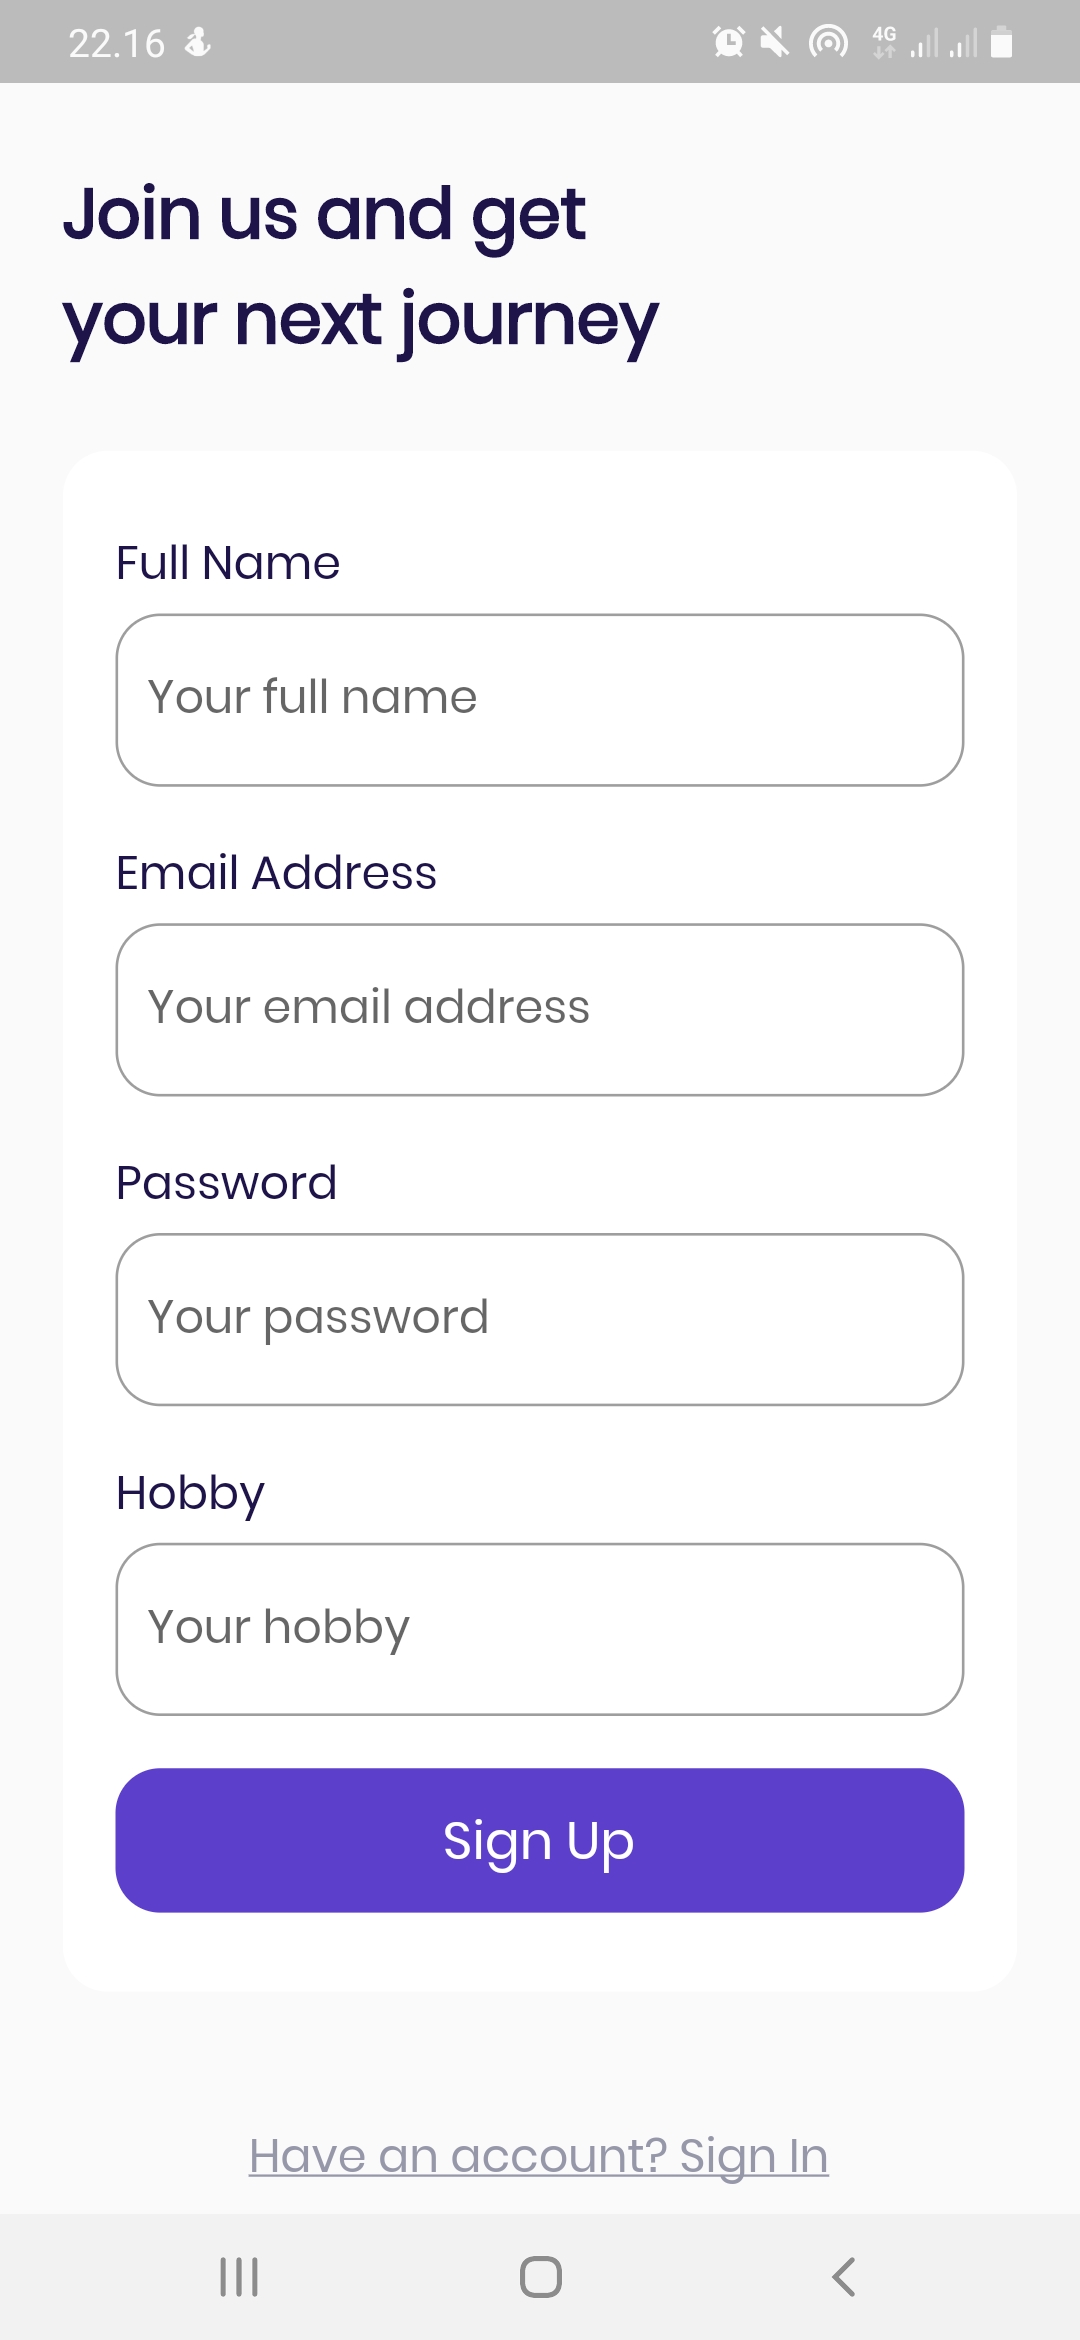 22.16
4G
Join us and get
your next journey
Full Name
Your full name
Email Address
Your email address
Password
Your password
Hobby
Your hobby
Sign Up
Have an account? Sign In